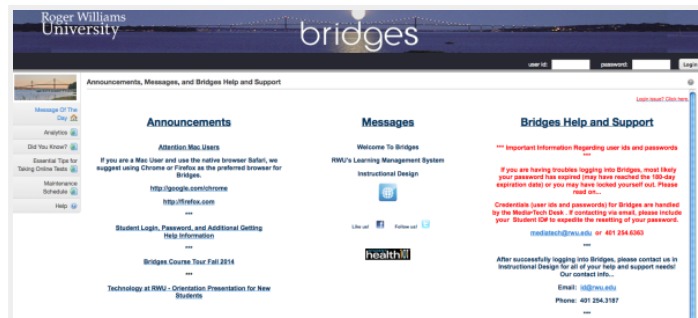 Roger Williams
University
bridges
user id:
password:
Login
Announcements, Messages, and Bridges Help and Support
Login issue? Click here
Message Of The
Day
Analytics
Did You Know?
Essential Tips for
Taking Online Tests
Maintenance
Schedule
Help
Announcements
Attention Mac Users
If you are a Mac User and use the native browser Safari, we
suggest using Chrome or Firefox as the preferred browser for
Bridges.
http://google.com/chrome
http://firefox.com
***
Student Login, Password, and Additional Getting
Help Information
***
Bridges Course Tour Fall 2014
***
Technology at RWU - Orientation Presentation for New
Students
Messages
Welcome To Bridges
RWU's Learning Management System
Instructional Design
Like us!
Follow us!
health
Bridges Help and Support
*** Important Information Regarding user ids and passwords
***
If you are having troubles logging into Bridges, most likely
your password has expired (may have reached the 180-day
expiration date) or you may have locked yourself out. Please
read on...
Credentials (user ids and passwords) for Bridges are handled
by the MediaTech Desk . If contacting via email, please include
your Student ID# to expedite the resetting of your password.
mediatech@rwu.edu or 401 254.6363
***
After successfully logging into Bridges, please contact us in
Instructional Design for all of your help and support needs!
Our contact info...
Email: id@rwu.edu
Phone: 401 254.3187
***